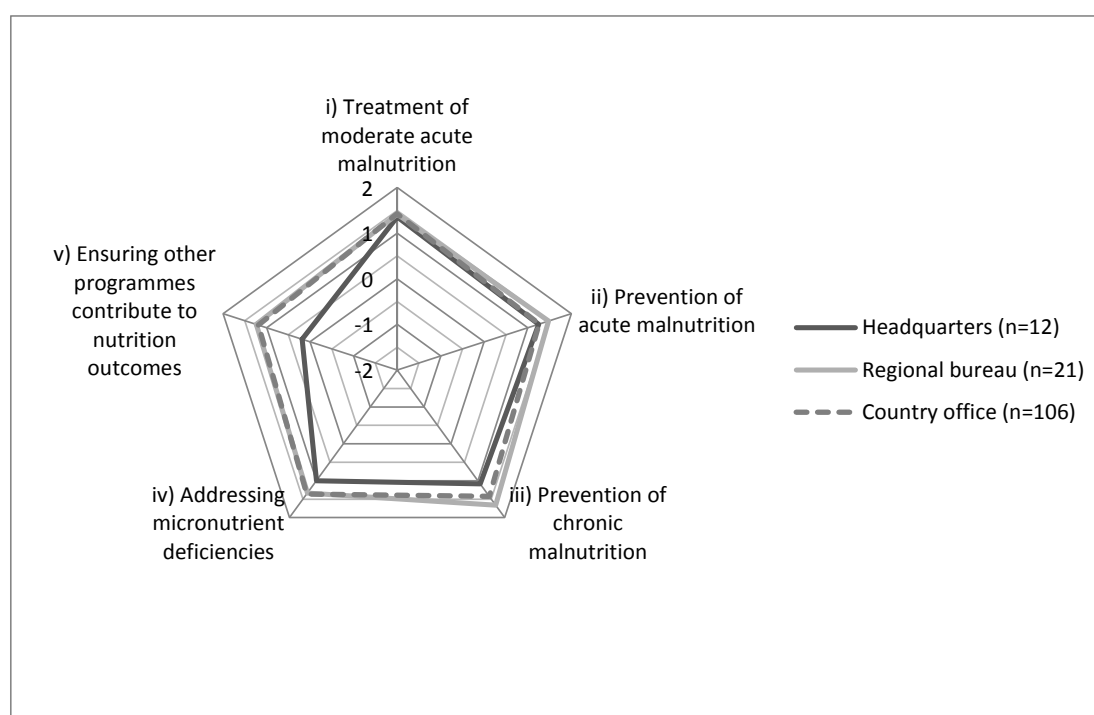 i) Treatment of
moderate acute
malnutrition
2
1
0
-1
-2
v) Ensuring other
programmes
contribute to
nutrition
outcomes
ii) Prevention of
acute malnutrition
iv) Addressing
micronutrient
deficiencies
iii) Prevention of
chronic
malnutrition
Headquarters (n=12)
Regional bureau (n=21)
Country office (n=106)